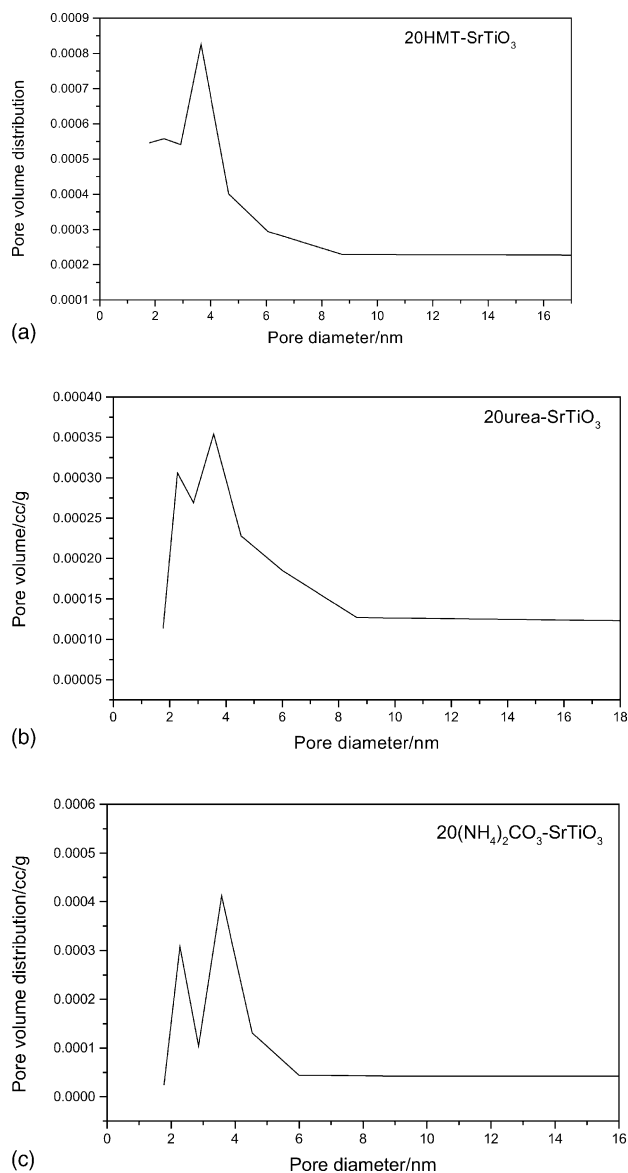 0.0009
0.0008
0.0007
0.0006
0.0005
0.0004
0.0003
0.0002
0.0001
Pore volume distribution
20HMT-SrTiO₃
0 2 4 6 8 10 12 14 16
Pore diameter/nm
(a)
0.00040
0.00035
0.00030
0.00025
0.00020
0.00015
0.00010
0.00005
Pore volume/cc/g
20urea-SrTiO₃
0 2 4 6 8 10 12 14 16 18
Pore diameter/nm
(b)
0.0006
0.0005
0.0004
0.0003
0.0002
0.0001
0.0000
Pore volume distribution/cc/g
20(NH₄)₂CO₃-SrTiO₃
0 2 4 6 8 10 12 14 16
Pore diameter/nm
(c)